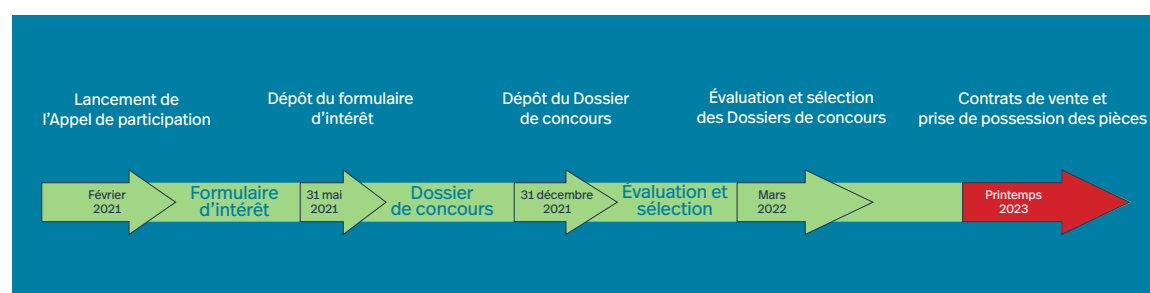 Lancement de
l'Appel de participation
Dépôt du formulaire
d'intérêt
Dépôt du Dossier
de concours
Évaluation et sélection
des Dossiers de concours
Contrats de vente et
prise de possession des pièces
Février
2021
Formulaire
d'intérêt
31 mai
2021
Dossier
de concours
31 décembre
2021
Évaluation et
sélection
Mars
2022
Printemps
2023